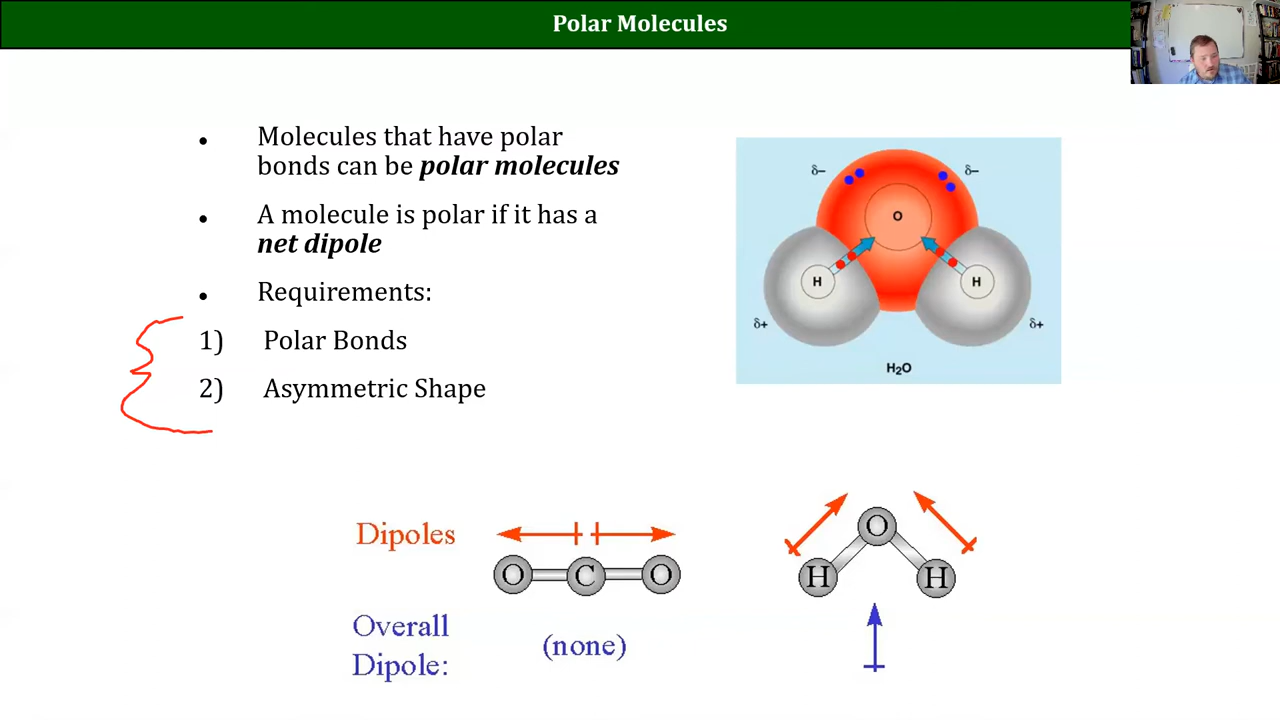 Polar Molecules
• Molecules that have polar
bonds can be polar molecules
• A molecule is polar if it has a
net dipole
• Requirements:
1) Polar Bonds
2) Asymmetric Shape
δ– δ–
O
H H
δ+ δ+
H₂O
Dipoles
O C O
O
H H
Overall
Dipole:
(none)